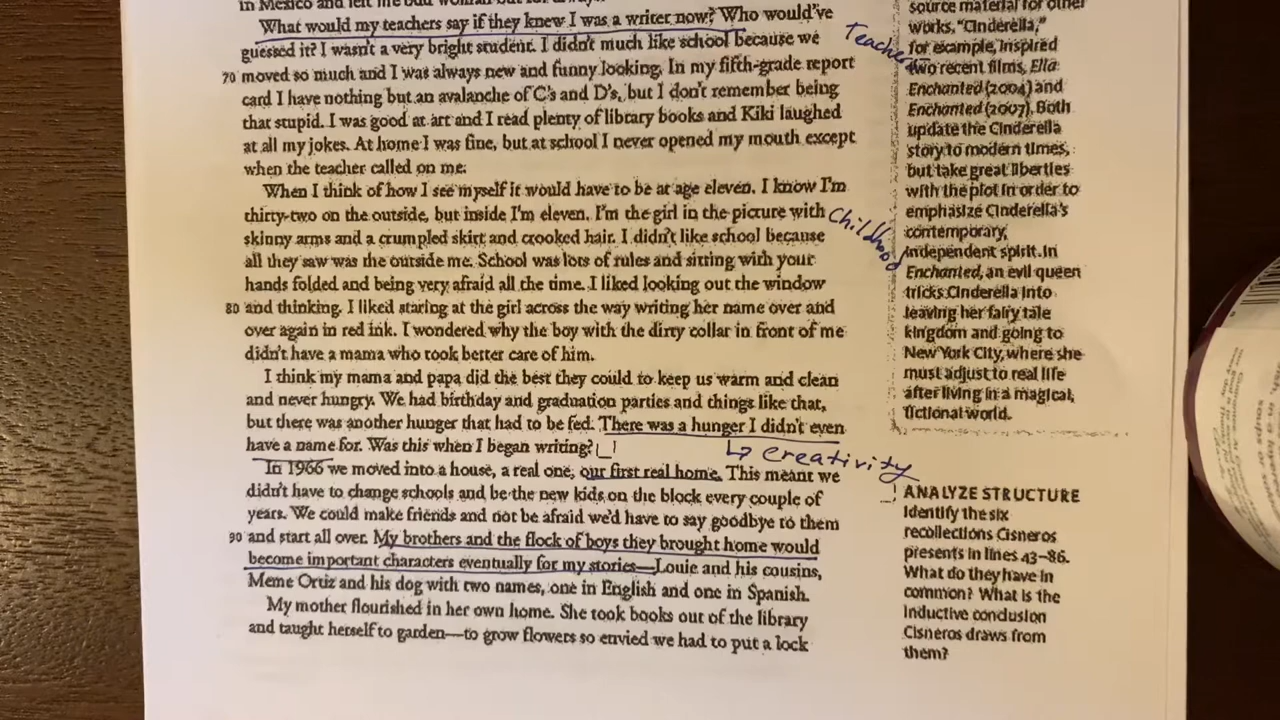 in Mexico and left me
What would my teachers say if they knew I was a writer now? Who would've
guessed it? I wasn't a very bright student. I didn't much like school because we
70 moved so much and I was always new and funny looking. In my fifth-grade report
card I have nothing but an avalanche of C's and D's, but I don't remember being
that stupid. I was good at art and I read plenty of library books and Kiki laughed
at all my jokes. At home I was fine, but at school I never opened my mouth except
when the teacher called on me.
When I think of how I see myself it would have to be at age eleven. I know I'm
thirty-two on the outside, but inside I'm eleven. I'm the girl in the picture with
skinny arms and a crumpled skirt and crooked hair. I didn't like school because
all they saw was the outside me. School was lots of rules and sitting with your
hands folded and being very afraid all the time. I liked looking out the window
80 and thinking. I liked staring at the girl across the way writing her name over and
over again in red ink. I wondered why the boy with the dirty collar in front of me
didn't have a mama who took better care of him.
I think my mama and papa did the best they could to keep us warm and clean
and never hungry. We had birthday and graduation parties and things like that,
but there was another hunger that had to be fed. There was a hunger I didn't even
have a name for. Was this when I began writing?
In 1966 we moved into a house, a real one, our first real home. This meant we
didn't have to change schools and be the new kids on the block every couple of
years. We could make friends and not be afraid we'd have to say goodbye to them
90 and start all over. My brothers and the flock of boys they brought home would
become important characters eventually for my stories—Louie and his cousins,
Meme Ortiz and his dog with two names, one in English and one in Spanish.
My mother flourished in her own home. She took books out of the library
and taught herself to garden—to grow flowers so envied we had to put a lock
Childhood
creativity
source material for other
works. "Cinderella,"
for example, inspired
two recent films, Ella
Enchanted (2004) and
Enchanted (2007). Both
update the Cinderella
story to modern times,
but take great liberties
with the plot in order to
emphasize Cinderella's
contemporary,
independent spirit. In
Enchanted, an evil queen
tricks Cinderella into
leaving her fairy tale
kingdom and going to
New York City, where she
must adjust to real life
after living in a magical,
fictional world.
ANALYZE STRUCTURE
Identify the six
recollections Cisneros
presents in lines 43–86.
What do they have in
common? What is the
inductive conclusion
Cisneros draws from
them?